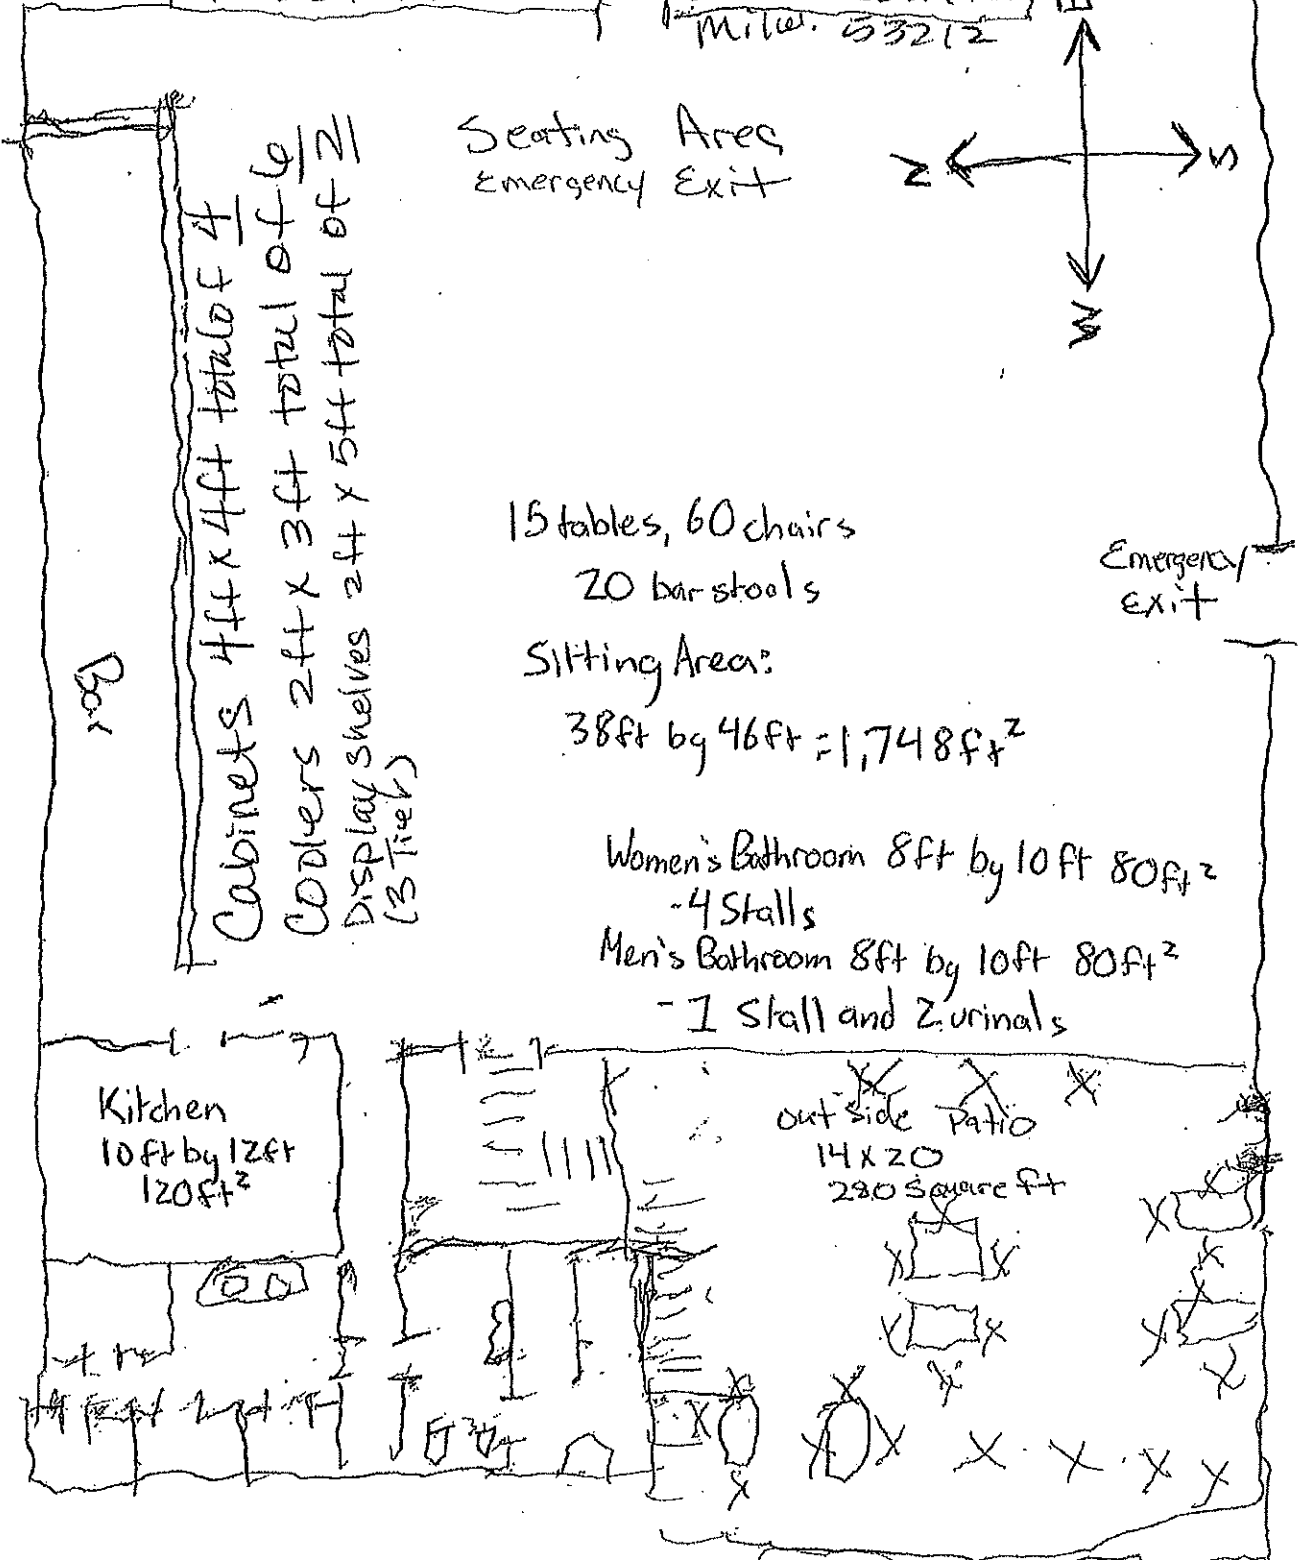 Milw. 53212
E
N
S
W
Seating Area
Emergency Exit
Cabinets 4ft x 4ft total of 4
Coolers 2ft x 3ft total of 6
Display shelves 2ft x 5ft total of 2
(3 Tier)
15 tables, 60 chairs
20 bar stools
Emergency
Exit
Sitting Area:
38ft by 46ft = 1,748ft²
Bar
Women's Bathroom 8ft by 10ft 80ft²
-4 Stalls
Men's Bathroom 8ft by 10ft 80ft²
- 1 Stall and 2 urinals
Kitchen
10ft by 12ft
120ft²
Outside Patio
14 x 20
280 square ft